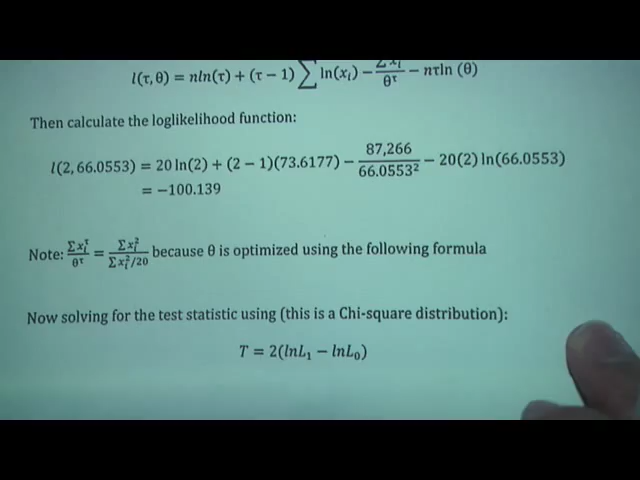 l(τ, θ) = nln(τ) + (τ − 1) ∑ ln(xᵢ) − ∑xᵢᵗ/θᵗ − nτln (θ)
Then calculate the loglikelihood function:
l(2, 66.0553) = 20 ln(2) + (2 − 1)(73.6177) − 87,266/66.0553² − 20(2) ln(66.0553)
= −100.139
Note: ∑xᵢ^τ/θ^τ = ∑xᵢ²/(∑xᵢ²/20) because θ is optimized using the following formula
Now solving for the test statistic using (this is a Chi-square distribution):
T = 2(lnL₁ − lnL₀)